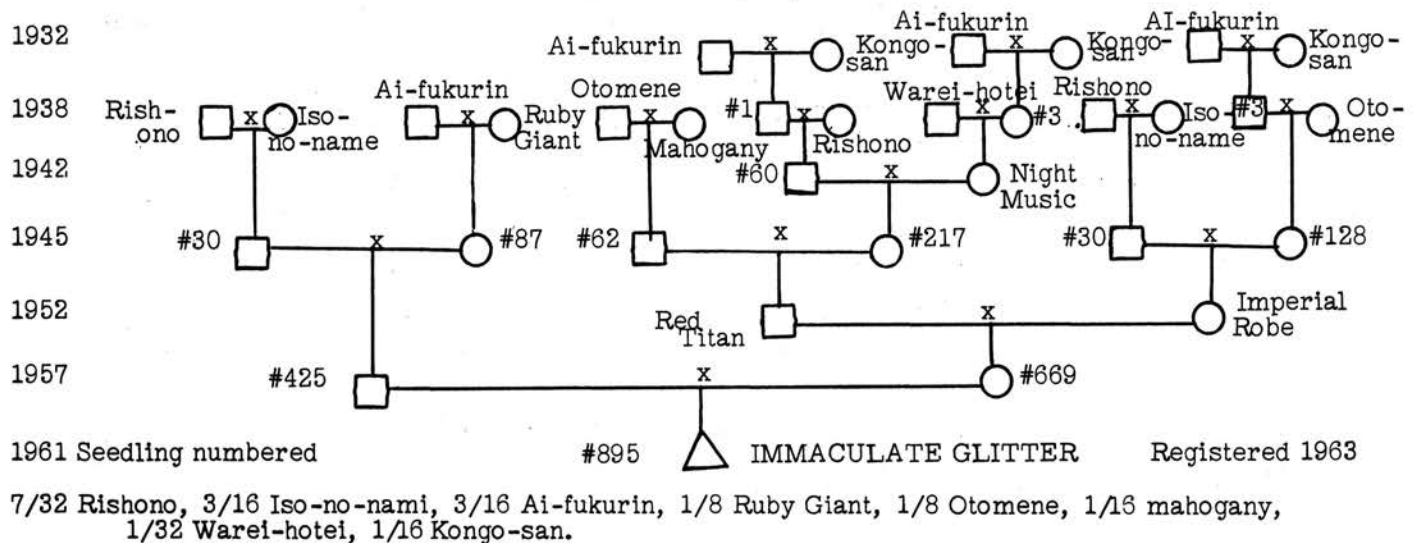 1932
Ai-fukurin
Kongo-
san
x
Ai-fukurin
Kongo-
san
x
AI-fukurin
Kongo-
san
x
1938
Rish-
ono
x
Iso-
no-name
Ai-fukurin
x
Ruby
Giant
Otomene
x
Mahogany
#1
x
Rishono
Warei-hotei
x
#3
Rishono
x
Iso-
no-name
#3
x
Oto-
mene
1942
#60
x
Night
Music
1945
#30
x
#87
#62
x
#217
#30
x
#128
1952
Red
Titan
x
Imperial
Robe
1957
#425
x
#669
1961 Seedling numbered #895 IMMACULATE GLITTER Registered 1963
7/32 Rishono, 3/16 Iso-no-nami, 3/16 Ai-fukurin, 1/8 Ruby Giant, 1/8 Otomene, 1/16 mahogany,
1/32 Warei-hotei, 1/16 Kongo-san.